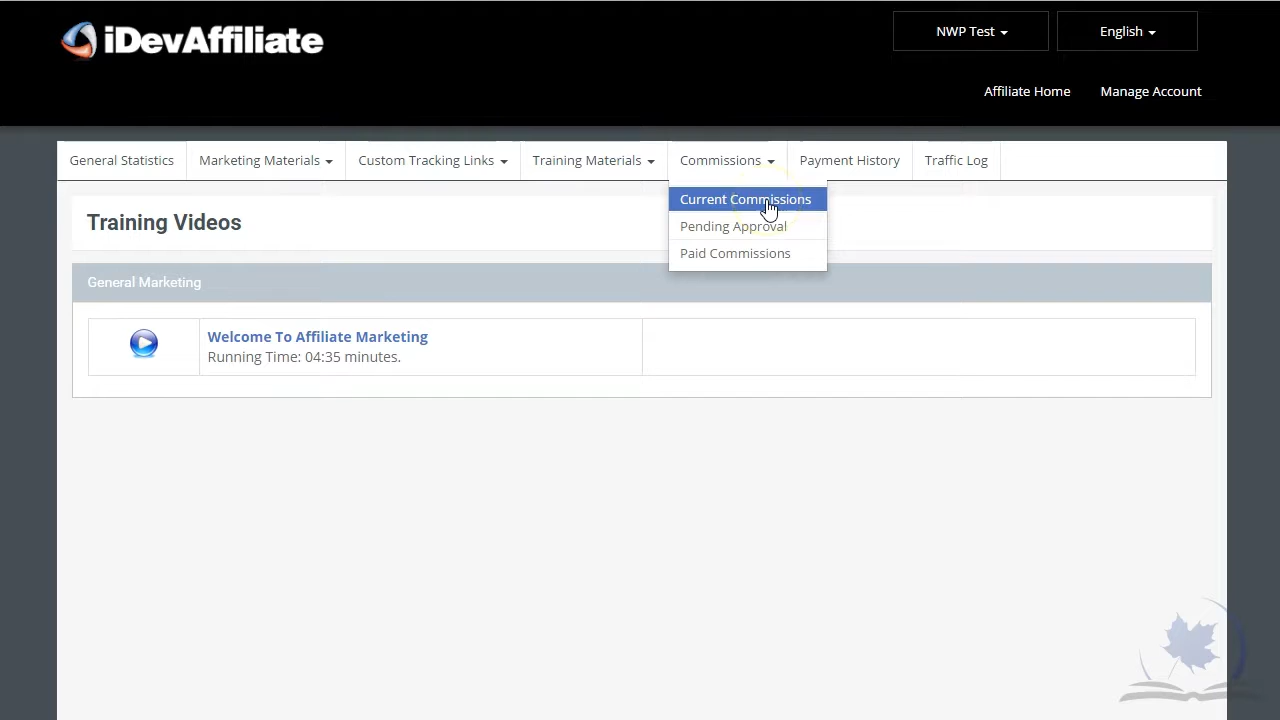 iDevAffiliate
NWP Test
English
Affiliate Home
Manage Account
General Statistics
Marketing Materials
Custom Tracking Links
Training Materials
Commissions
Payment History
Traffic Log
Current Commissions
Pending Approval
Paid Commissions
Training Videos
General Marketing
Welcome To Affiliate Marketing
Running Time: 04:35 minutes.